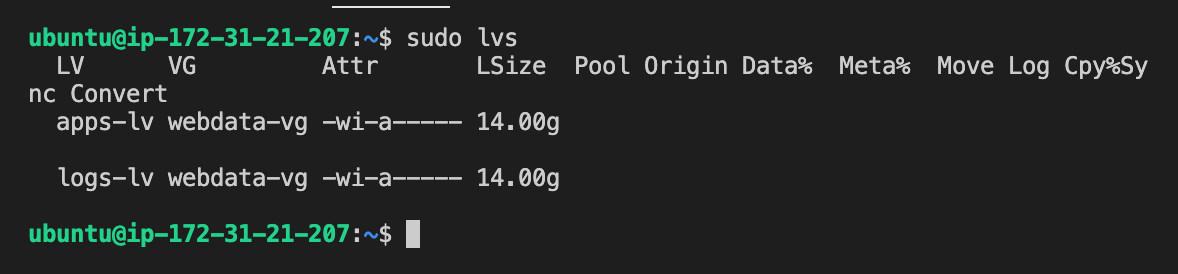 ubuntu@ip-172-31-21-207:~$ sudo lvs
  LV      VG         Attr       LSize  Pool Origin Data%  Meta%  Move Log Cpy%Sy
nc Convert
  apps-lv webdata-vg -wi-a----- 14.00g
  logs-lv webdata-vg -wi-a----- 14.00g
ubuntu@ip-172-31-21-207:~$